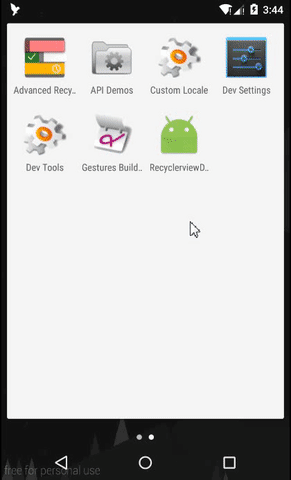 3:44
Advanced Recy..
API Demos
Custom Locale
Dev Settings
Dev Tools
Gestures Build..
RecyclerviewD..
free for personal use